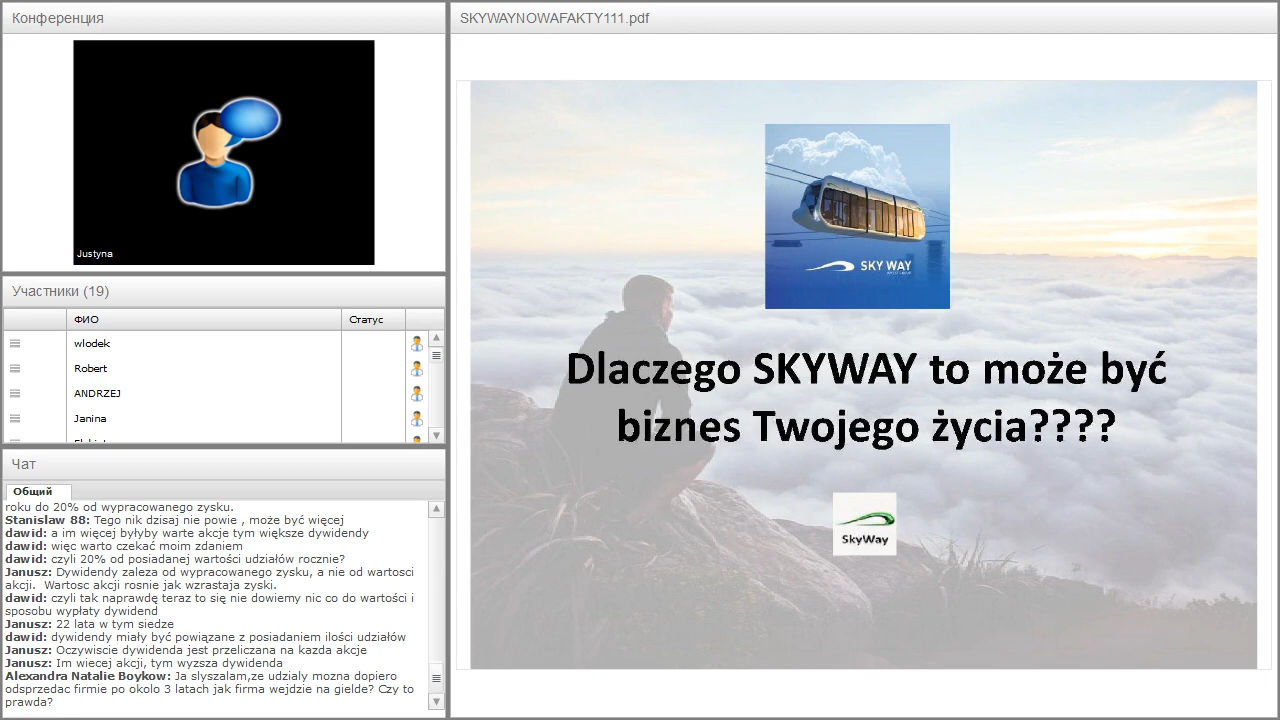 Конференция
Justyna
Участники (19)
ФИО
Статус
wlodek
Robert
ANDRZEJ
Janina
Чат
Общий
roku do 20% od wypracowanego zysku.
Stanislaw 88: Tego nik dzisaj nie powie , może być więcej
dawid: a im więcej byłyby warte akcje tym większe dywidendy
dawid: więc warto czekać moim zdaniem
dawid: czyli 20% od posiadanej wartości udziałów rocznie?
Janusz: Dywidendy zaleza od wypracowanego zysku, a nie od wartosci
akcji. Wartosc akcji rosnie jak wzrastaja zyski.
dawid: czyli tak naprawdę teraz to się nie dowiemy nic co do wartości i
sposobu wypłaty dywidend
Janusz: 22 lata w tym siedze
dawid: dywidendy miały być powiązane z posiadaniem ilości udziałów
Janusz: Oczywiscie dywidenda jest przeliczana na kazda akcje
Janusz: Im wiecej akcji, tym wyzsza dywidenda
Alexandra Natalie Boykow: Ja slyszalam,ze udzialy mozna dopiero
odsprzedac firmie po okolo 3 latach jak firma wejdzie na gielde? Czy to
prawda?
SKYWAYNOWAFAKTY111.pdf
SKY WAY
Dlaczego SKYWAY to może być
biznes Twojego życia????
SkyWay